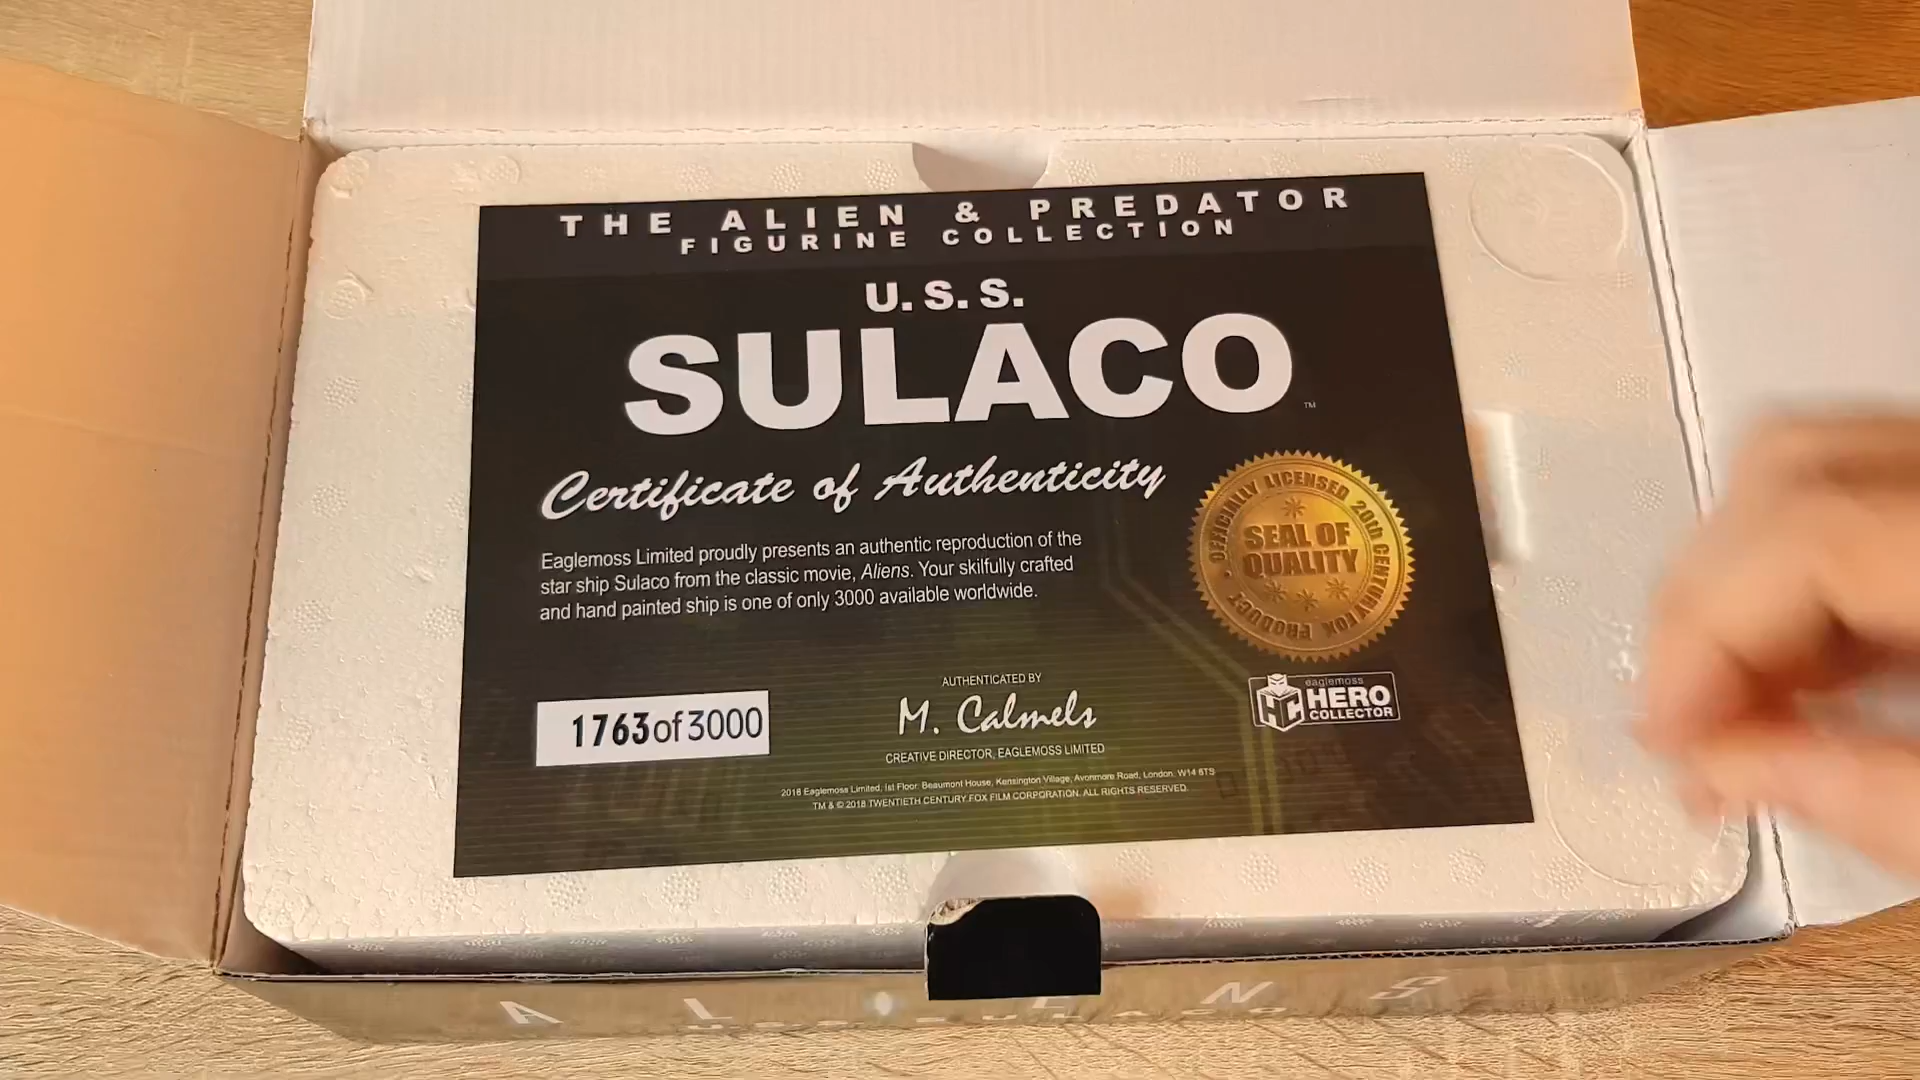 THE ALIEN & PREDATOR
FIGURINE COLLECTION
U.S.S.
SULACO
™
Certificate of Authenticity
Eaglemoss Limited proudly presents an authentic reproduction of the
star ship Sulaco from the classic movie, Aliens. Your skilfully crafted
and hand painted ship is one of only 3000 available worldwide.
OFFICIALLY LICENSED 20th CENTURY FOX PRODUCT
SEAL OF
QUALITY
1763of3000
AUTHENTICATED BY
M. Calmels
CREATIVE DIRECTOR, EAGLEMOSS LIMITED
eaglemoss
HERO
COLLECTOR
HC
2018 Eaglemoss Limited, Ist Floor, Beaumont House, Kensington Village, Avonmore Road, London. W14 8TS
TM & © 2018 TWENTIETH CENTURY FOX FILM CORPORATION. ALL RIGHTS RESERVED.
ALIENS